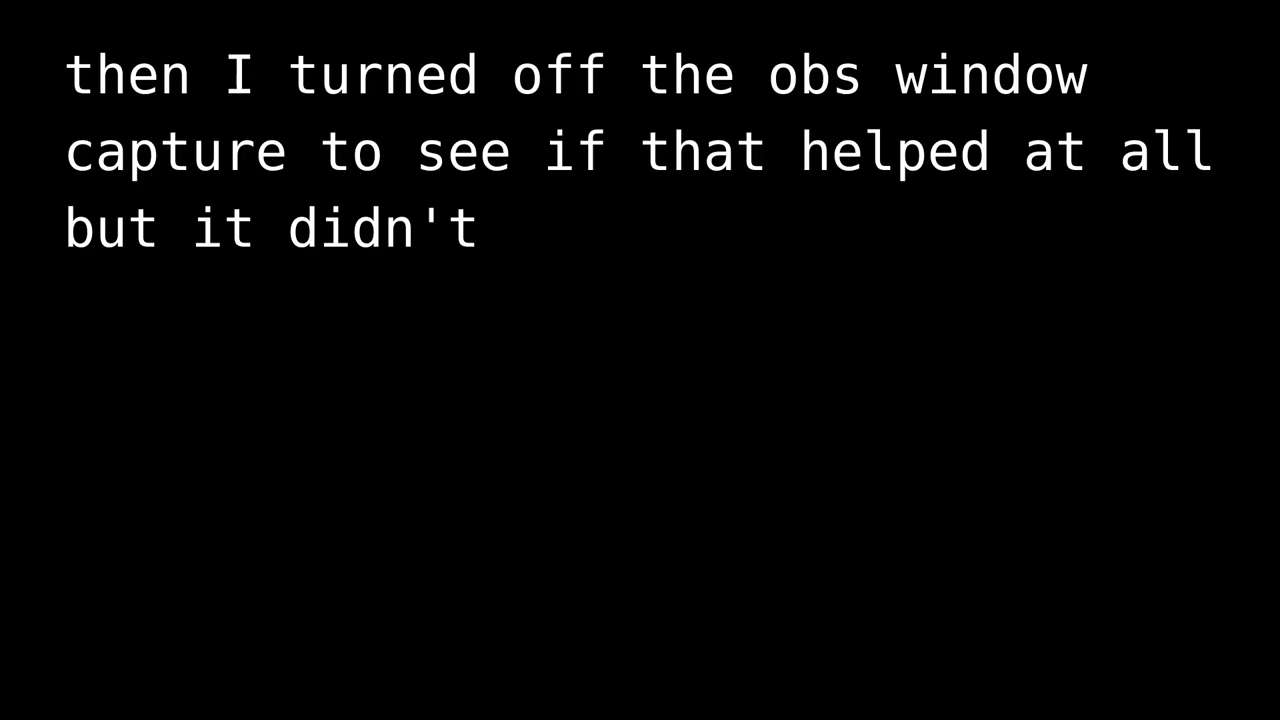 then I turned off the obs window
capture to see if that helped at all
but it didn't